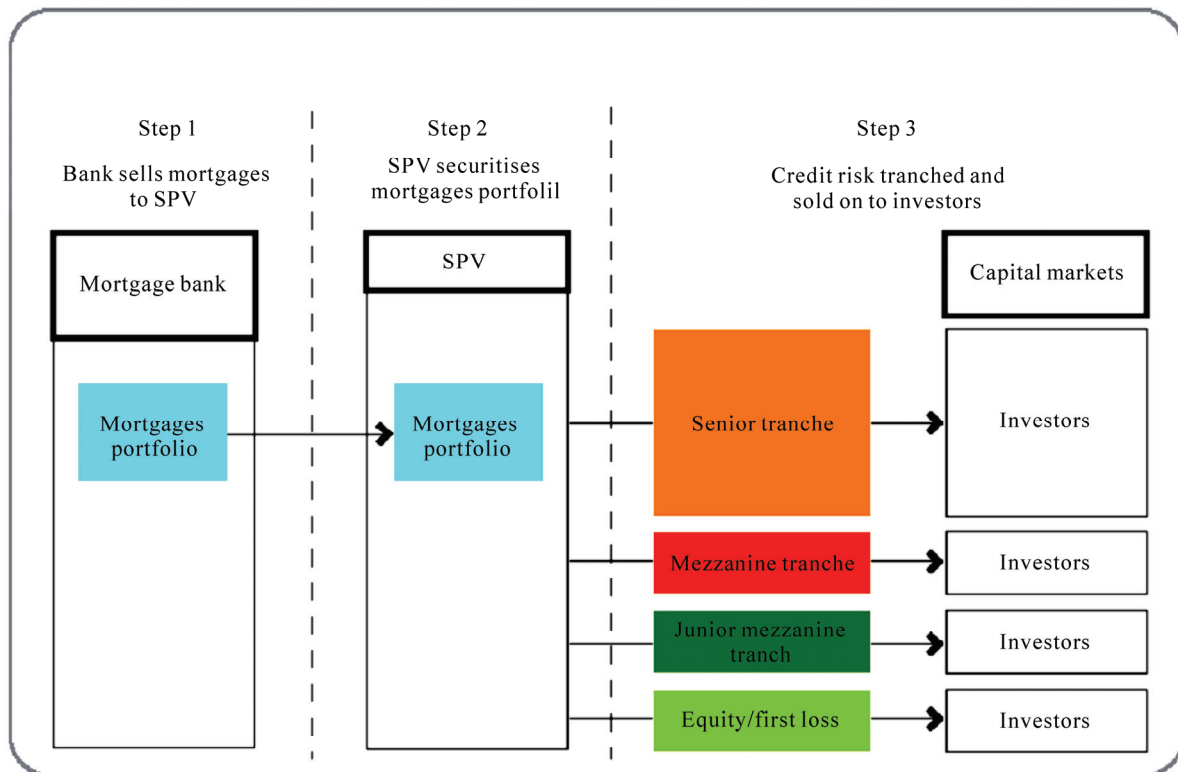 Step 1
Bank sells mortgages
to SPV
Mortgage bank
Mortgages
portfolio
Step 2
SPV securitises
mortgages portfolil
SPV
Mortgages
portfolio
Step 3
Credit risk tranched and
sold on to investors
Capital markets
Senior tranche
Investors
Mezzanine tranche
Investors
Junior mezzanine
tranch
Investors
Equity/first loss
Investors